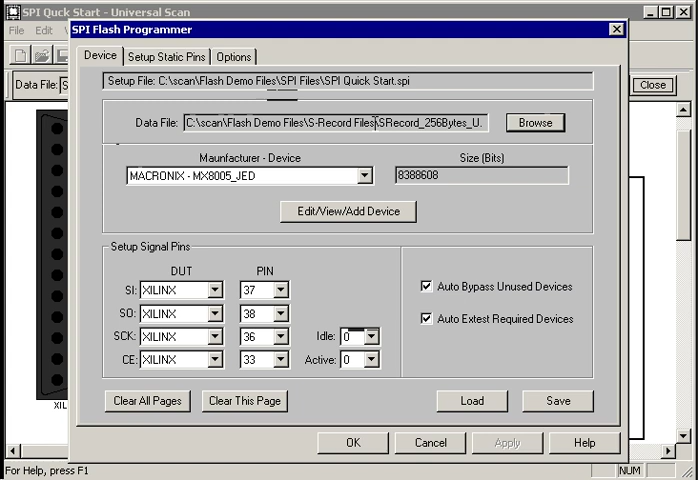 SPI Quck Start - Universal Scan
File Edit
SPI Flash Programmer
Device Setup Static Pins Options
Setup File: C:\scan\Flash Demo Files\SPI Files\SPI Quick Start.spi
Data File:
Close
Data File: C:\scan\Flash Demo Files\S-Record Files\SRecord_256Bytes_U. Browse
Maunfacturer - Device Size (Bits)
MACRONIX - MX8005_JED 8388608
Edit/View/Add Device
Setup Signal Pins
DUT PIN
SI: XILINX 37 Auto Bypass Unused Devices
SO: XILINX 38 Auto Extest Required Devices
SCK: XILINX 36 Idle: 0
CE: XILINX 33 Active: 0
XIL
Clear All Pages Clear This Page Load Save
OK Cancel Apply Help
For Help, press F1 NUM